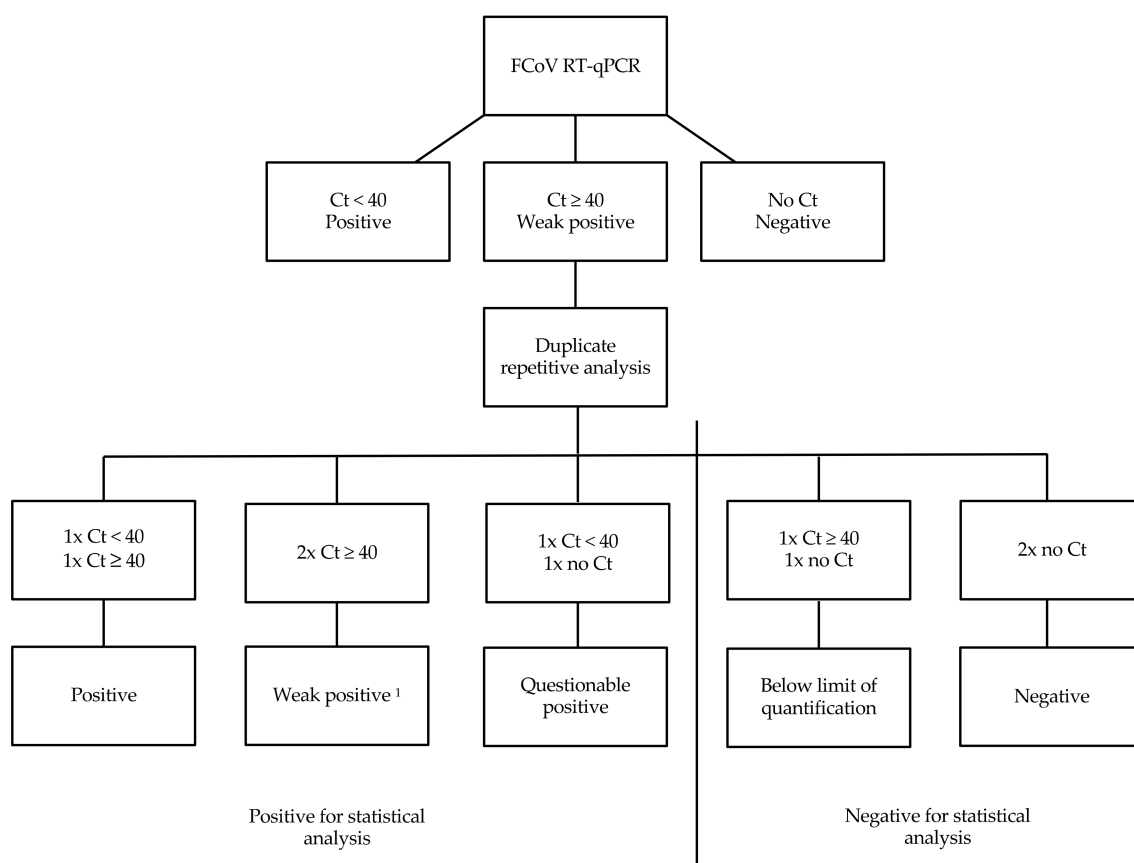 FCoV RT-qPCR
Ct < 40
Positive
Ct ≥ 40
Weak positive
No Ct
Negative
Duplicate
repetitive analysis
1x Ct < 40
1x Ct ≥ 40
2x Ct ≥ 40
1x Ct < 40
1x no Ct
1x Ct ≥ 40
1x no Ct
2x no Ct
Positive
Weak positive ¹
Questionable
positive
Below limit of
quantification
Negative
Positive for statistical
analysis
Negative for statistical
analysis